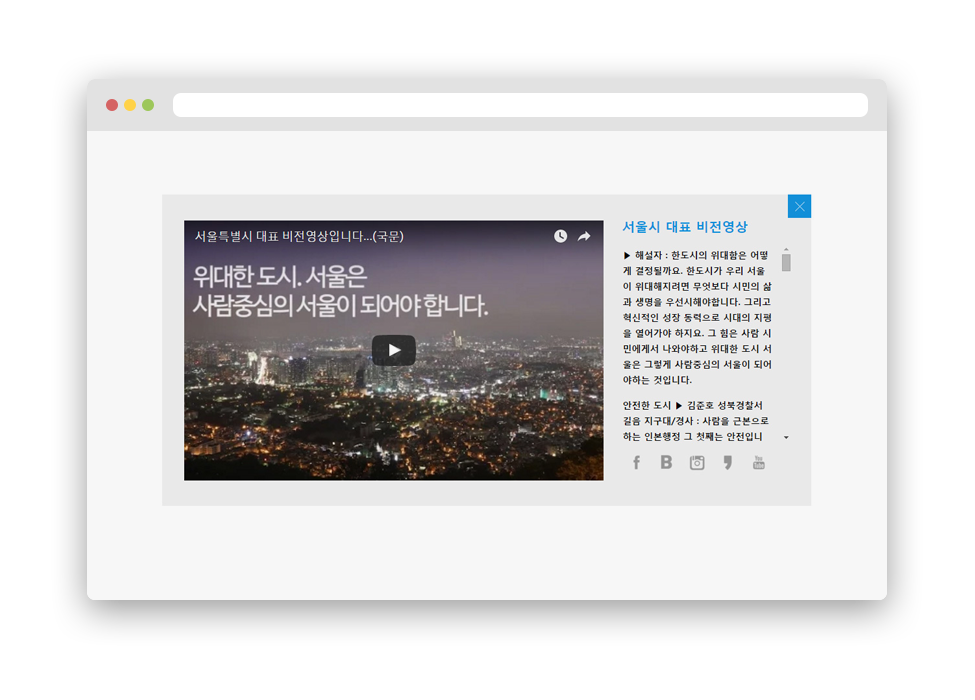 서울특별시 대표 비전영상입니다...(국문)
위대한 도시. 서울은
사람중심의 서울이 되어야 합니다.
서울시 대표 비전영상
▶ 해설자 : 한도시의 위대함은 어떻
게 결정될까요. 한도시가 우리 서울
이 위대해지려면 무엇보다 시민의 삶
과 생명을 우선시해야합니다. 그리고
혁신적인 성장 동력으로 시대의 지평
을 열어가야 하지요. 그 힘은 사람 시
민에게서 나와야하고 위대한 도시 서
울은 그렇게 사람중심의 서울이 되어
야하는 것입니다.
안전한 도시 ▶ 김준호 성북경찰서
길음 지구대/경사 : 사람을 근본으로
하는 인본행정 그 첫째는 안전입니
f B You Tube